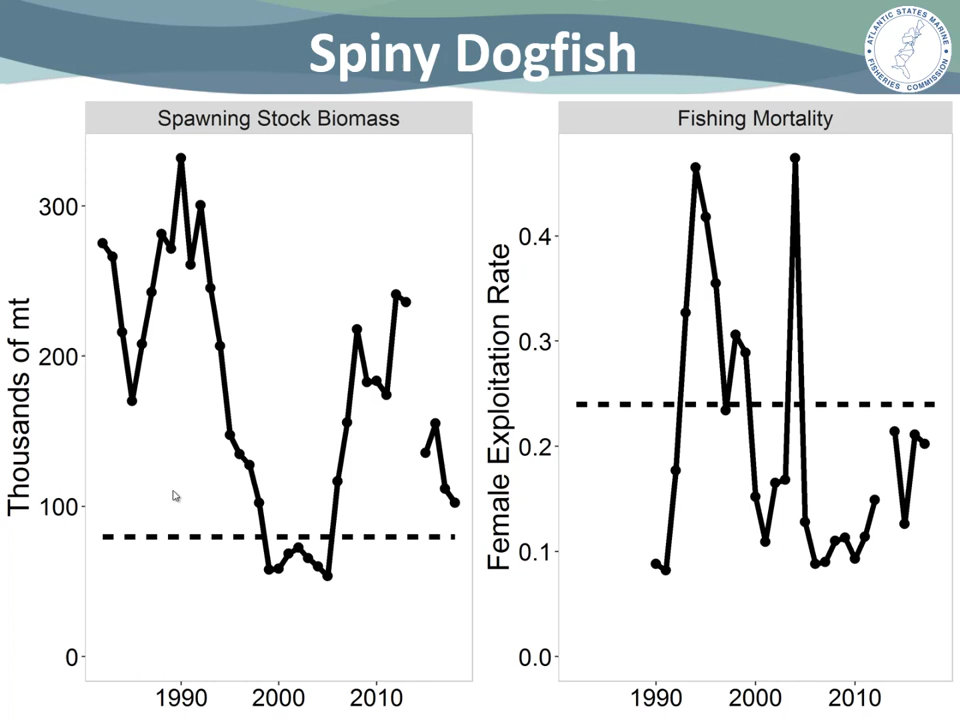 Spiny Dogfish
ATLANTIC STATES MARINE
FISHERIES COMMISSION
Spawning Stock Biomass
Fishing Mortality
Thousands of mt
300
200
100
0
1990
2000
2010
Female Exploitation Rate
0.4
0.3
0.2
0.1
0.0
1990
2000
2010